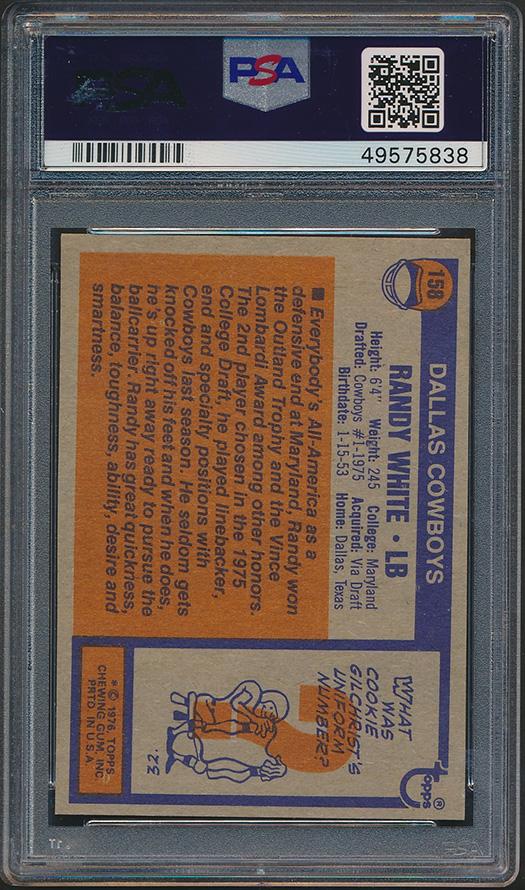 PSA
49575838
158
DALLAS COWBOYS
RANDY WHITE • LB
Height: 6'4" Weight: 245 College: Maryland
Drafted: Cowboys #1-1975 Acquired: Via Draft
Birthdate: 1-15-53 Home: Dallas, Texas
■ Everybody's All-America as a
defensive end at Maryland, Randy won
the Outland Trophy and the Vince
Lombardi Award among other honors.
The 2nd player chosen in the 1975
College Draft, he played linebacker,
end and specialty positions with
Cowboys last season. He seldom gets
knocked off his feet and when he does,
he's up right away ready to pursue the
ballcarrier. Randy has great quickness,
balance, toughness, ability, desire and
smartness.
topps®
WHAT
WAS
COOKIE
GILCHRIST'S
UNIFORM
NUMBER?
32.
* © 1976, TOPPS
CHEWING GUM, INC.
PRTD. IN U.S.A
PSA